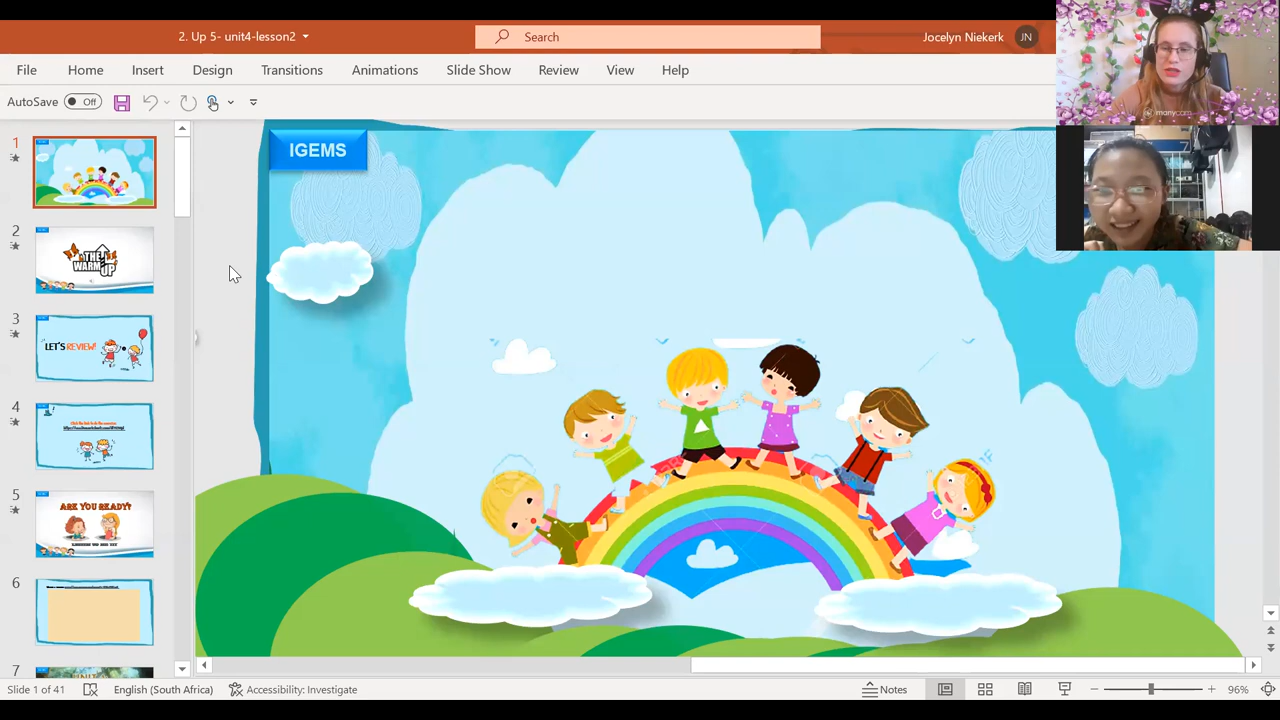 2. Up 5- unit4-lesson2
Search
Jocelyn Niekerk
JN
File
Home
Insert
Design
Transitions
Animations
Slide Show
Review
View
Help
AutoSave
Off
manycam
1
2
THE
WARM UP
3
LET'S REVIEW!
4
5
ARE YOU READY?
6
7
IGEMS
Slide 1 of 41
English (South Africa)
Accessibility: Investigate
Notes
96%